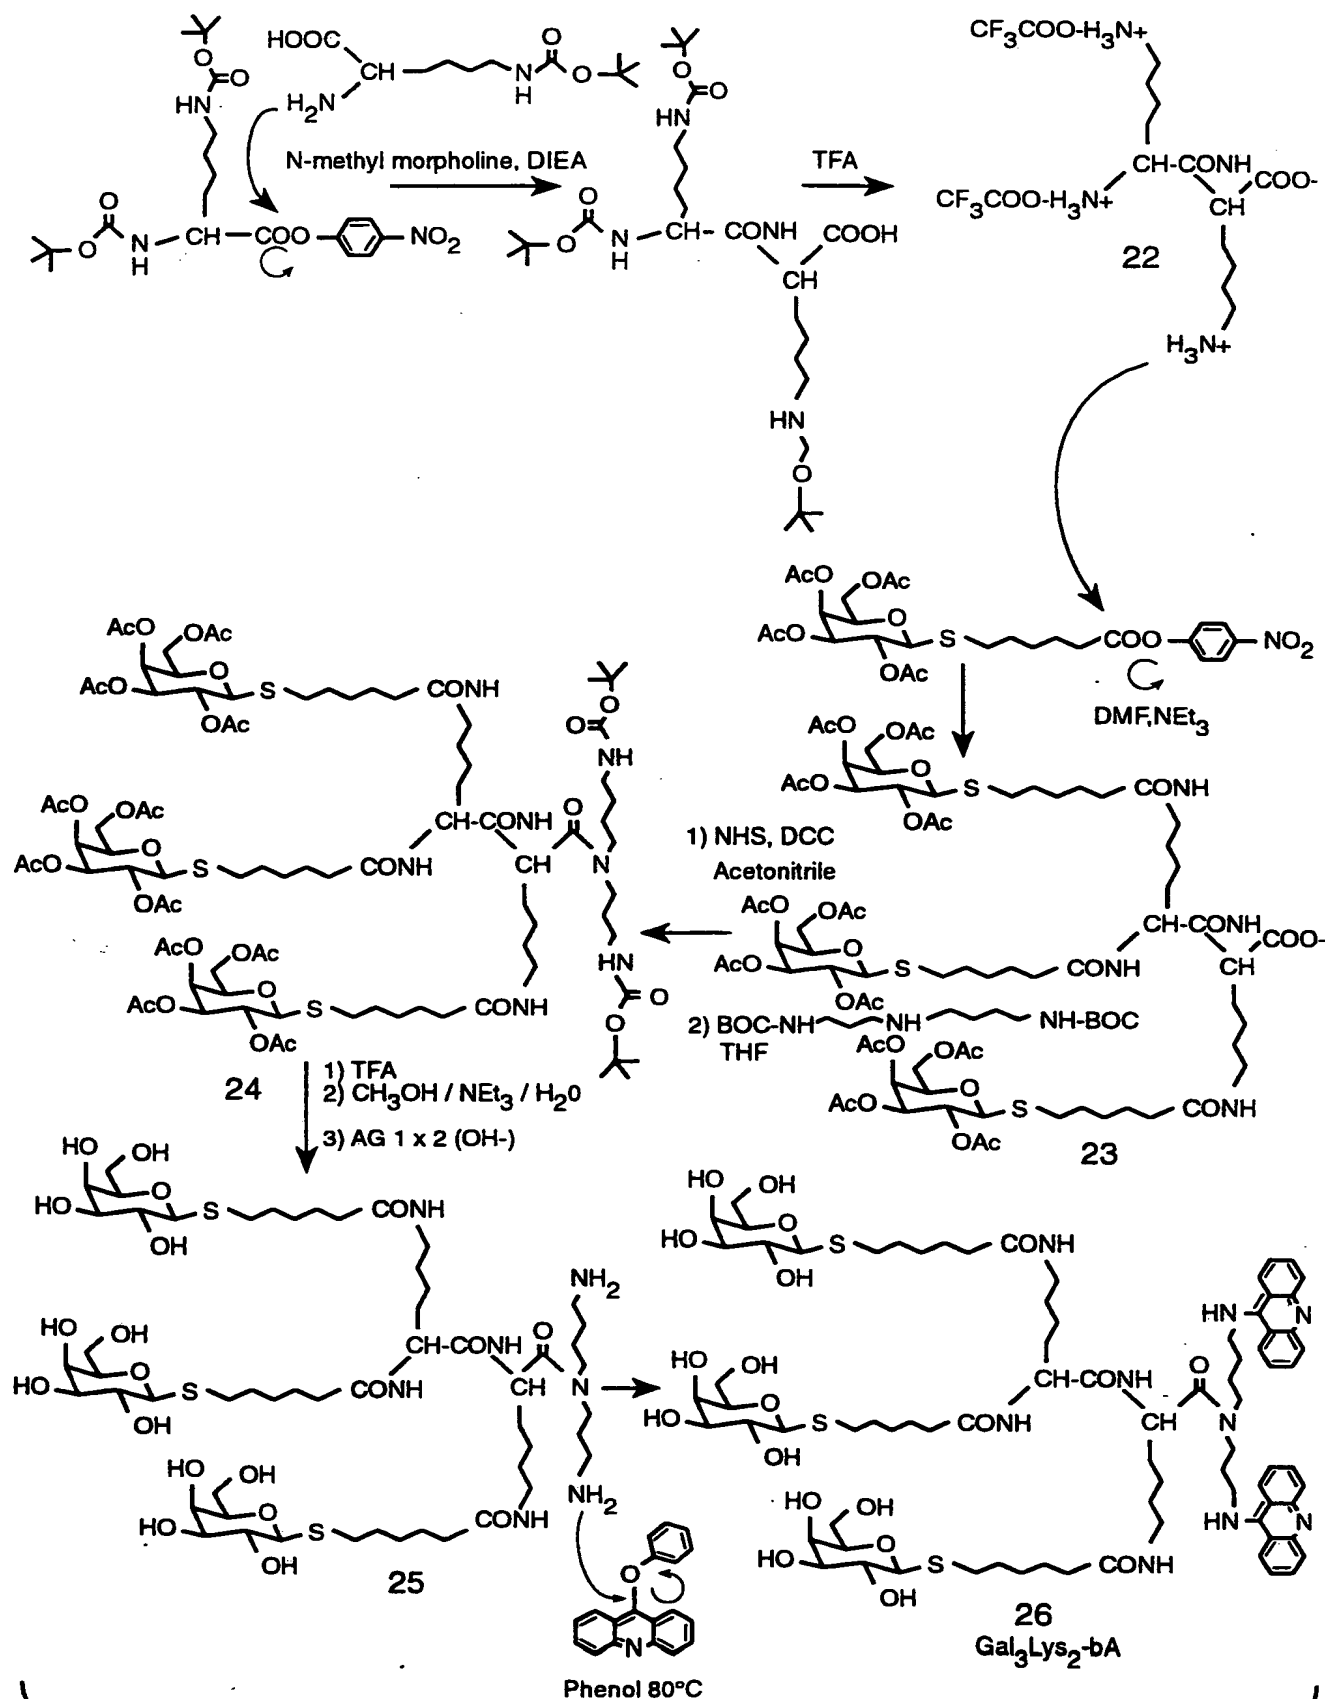 HOOC
CH
N
H
O
O
H2N
O
O
HN
N-methyl morpholine, DIEA
O
O
N
H
CH
COO
NO2
O
O
HN
O
O
N
H
CH-
CONH
COOH
CH
HN
O
TFA
CF3COO-H3N+
CH-CONH
COO-
CF3COO-H3N+
CH
22
H3N+
AcO
OAc
O
AcO
OAc
S
COO
NO2
DMF,NEt3
AcO
OAc
O
AcO
OAc
S
CONH
O
O
NH
AcO
OAc
O
AcO
OAc
S
CONH
CH-CONH
O
AcO
OAc
O
AcO
OAc
S
CONH
CH
N
HN
O
O
AcO
OAc
O
AcO
OAc
S
CONH
24
1) NHS, DCC
Acetonitrile
AcO
OAc
O
AcO
OAc
S
CONH
CH-CONH
COO-
CH
2) BOC-NH
NH
NH-BOC
THF
AcO
OAc
O
AcO
OAc
S
CONH
23
1) TFA
2) CH3OH / NEt3 / H20
3) AG 1 x 2 (OH-)
HO
OH
O
HO
OH
S
CONH
NH2
HO
OH
O
HO
OH
S
CONH
CH-CONH
O
CH
N
NH2
HO
OH
O
HO
OH
S
CONH
25
O
N
Phenol 80°C
HO
OH
O
HO
OH
S
CONH
HN
N
HO
OH
O
HO
OH
S
CONH
CH-CONH
O
CH
N
HN
N
HO
OH
O
HO
OH
S
CONH
26
Gal3Lys2-bA